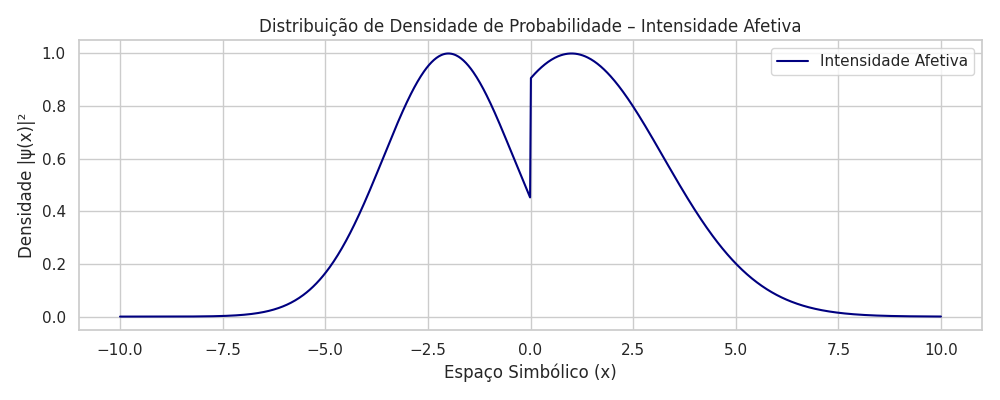 Distribuição de Densidade de Probabilidade – Intensidade Afetiva
Intensidade Afetiva
Densidade |ψ(x)|²
1.0
0.8
0.6
0.4
0.2
0.0
−10.0 −7.5 −5.0 −2.5 0.0 2.5 5.0 7.5 10.0
Espaço Simbólico (x)